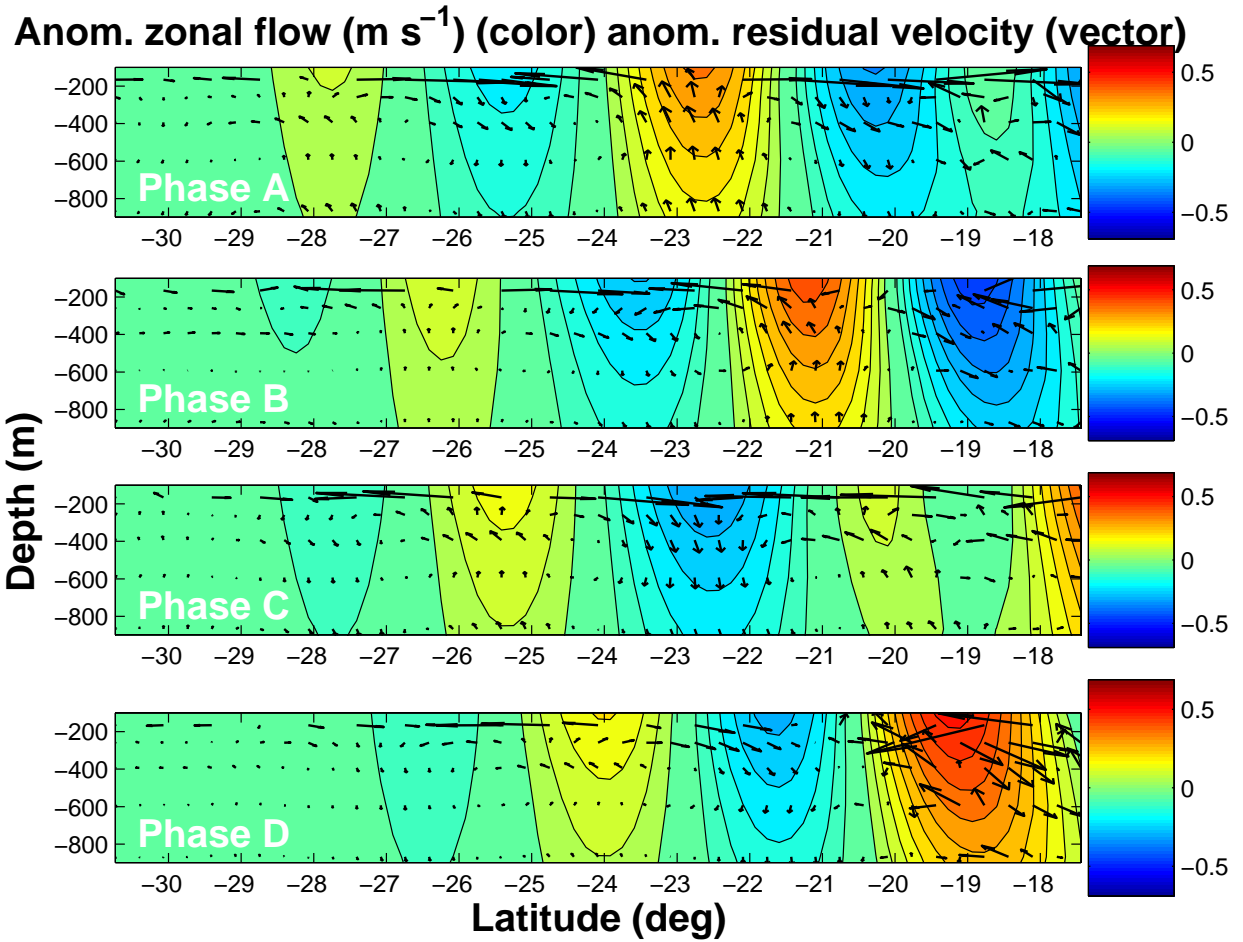 Anom. zonal flow (m s⁻¹) (color) anom. residual velocity (vector)
−200
−400
−600
−800
Phase A
−30 −29 −28 −27 −26 −25 −24 −23 −22 −21 −20 −19 −18
0.5
0
−0.5
−200
−400
−600
−800
Phase B
−30 −29 −28 −27 −26 −25 −24 −23 −22 −21 −20 −19 −18
0.5
0
−0.5
Depth (m)
−200
−400
−600
−800
Phase C
−30 −29 −28 −27 −26 −25 −24 −23 −22 −21 −20 −19 −18
0.5
0
−0.5
−200
−400
−600
−800
Phase D
−30 −29 −28 −27 −26 −25 −24 −23 −22 −21 −20 −19 −18
0.5
0
−0.5
Latitude (deg)